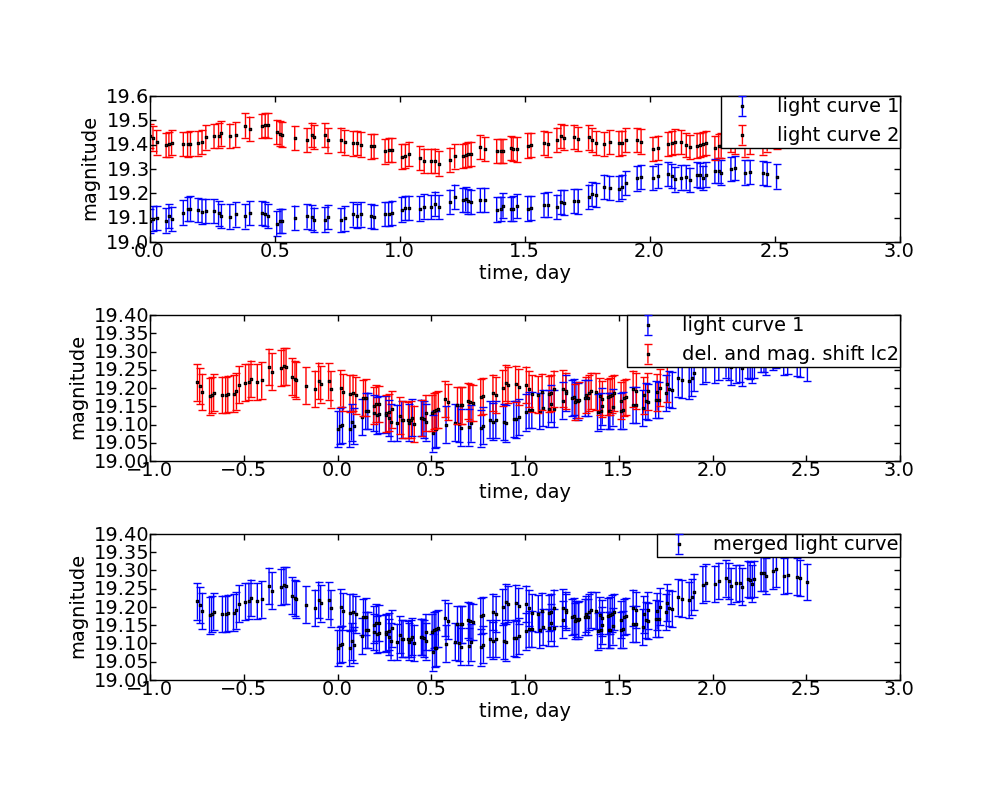 19.6
19.5
19.4
19.3
19.2
19.1
19.0
magnitude
light curve 1
light curve 2
0.0 0.5 1.0 1.5 2.0 2.5 3.0
time, day
19.40
19.35
19.30
19.25
19.20
19.15
19.10
19.05
19.00
magnitude
light curve 1
del. and mag. shift lc2
−1.0 −0.5 0.0 0.5 1.0 1.5 2.0 2.5 3.0
time, day
19.40
19.35
19.30
19.25
19.20
19.15
19.10
19.05
19.00
magnitude
merged light curve
−1.0 −0.5 0.0 0.5 1.0 1.5 2.0 2.5 3.0
time, day